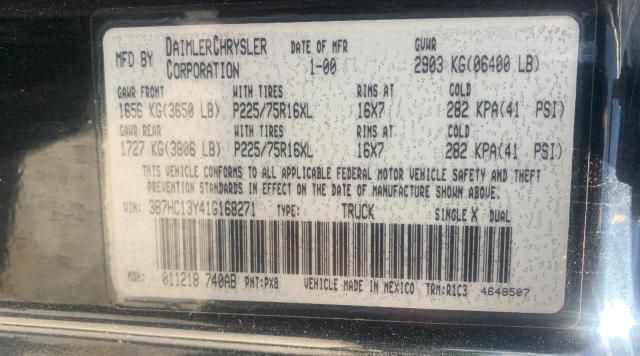 MFD BY DAIMLERCHRYSLER CORPORATION DATE OF MFR 1-00 GVWR 2903 KG(06400 LB)
GAWR FRONT WITH TIRES RIMS AT COLD
1656 KG(3650 LB) P225/75R16XL 16X7 282 KPA(41 PSI)
GAWR REAR WITH TIRES RIMS AT COLD
1727 KG(3806 LB) P225/75R16XL 16X7 282 KPA(41 PSI)
THIS VEHICLE CONFORMS TO ALL APPLICABLE FEDERAL MOTOR VEHICLE SAFETY AND THEFT
PREVENTION STANDARDS IN EFFECT ON THE DATE OF MANUFACTURE SHOWN ABOVE.
VIN: 3B7HC13Y41G168271 TYPE: TRUCK SINGLE X DUAL
MDH: 011218 740AB PNT:PX8 VEHICLE MADE IN MEXICO TRM:R1C3 4648507